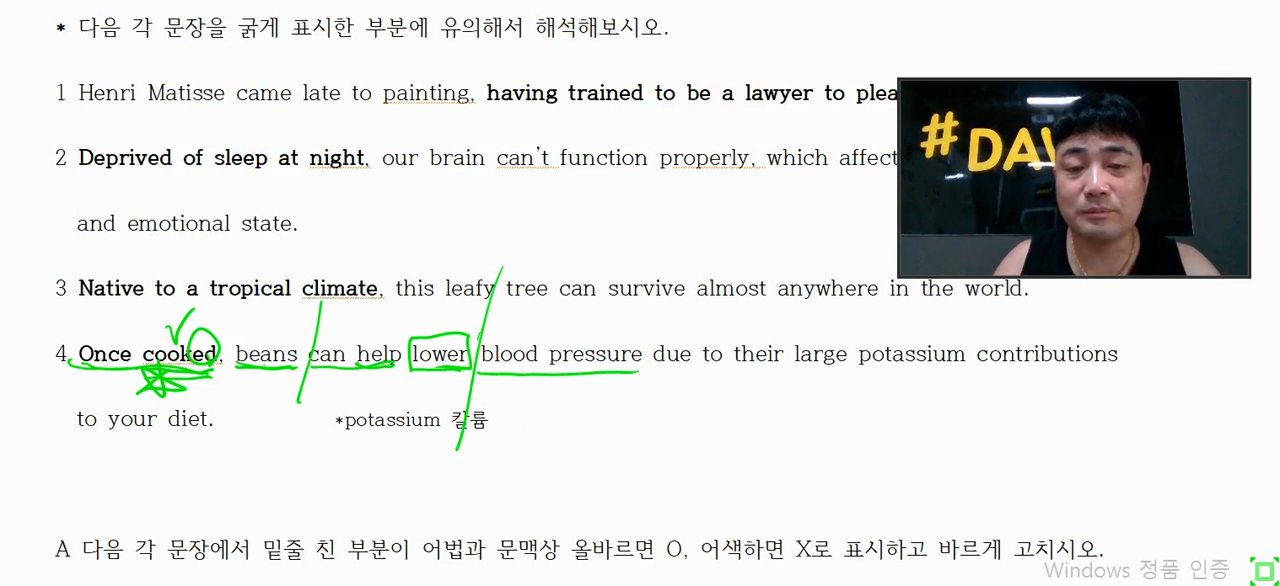 * 다음 각 문장을 굵게 표시한 부분에 유의해서 해석해보시오.
1 Henri Matisse came late to painting, having trained to be a lawyer to
2 Deprived of sleep at night, our brain can't function properly, which affect
and emotional state.
3 Native to a tropical climate, this leafy tree can survive almost anywhere in the world.
4 Once cooked, beans can help lower blood pressure due to their large potassium contributions
to your diet. *potassium 칼륨
A 다음 각 문장에서 밑줄 친 부분이 어법과 문맥상 올바르면 O, 어색하면 X로 표시하고 바르게 고치시오.
Windows 정품 인증
#DAV